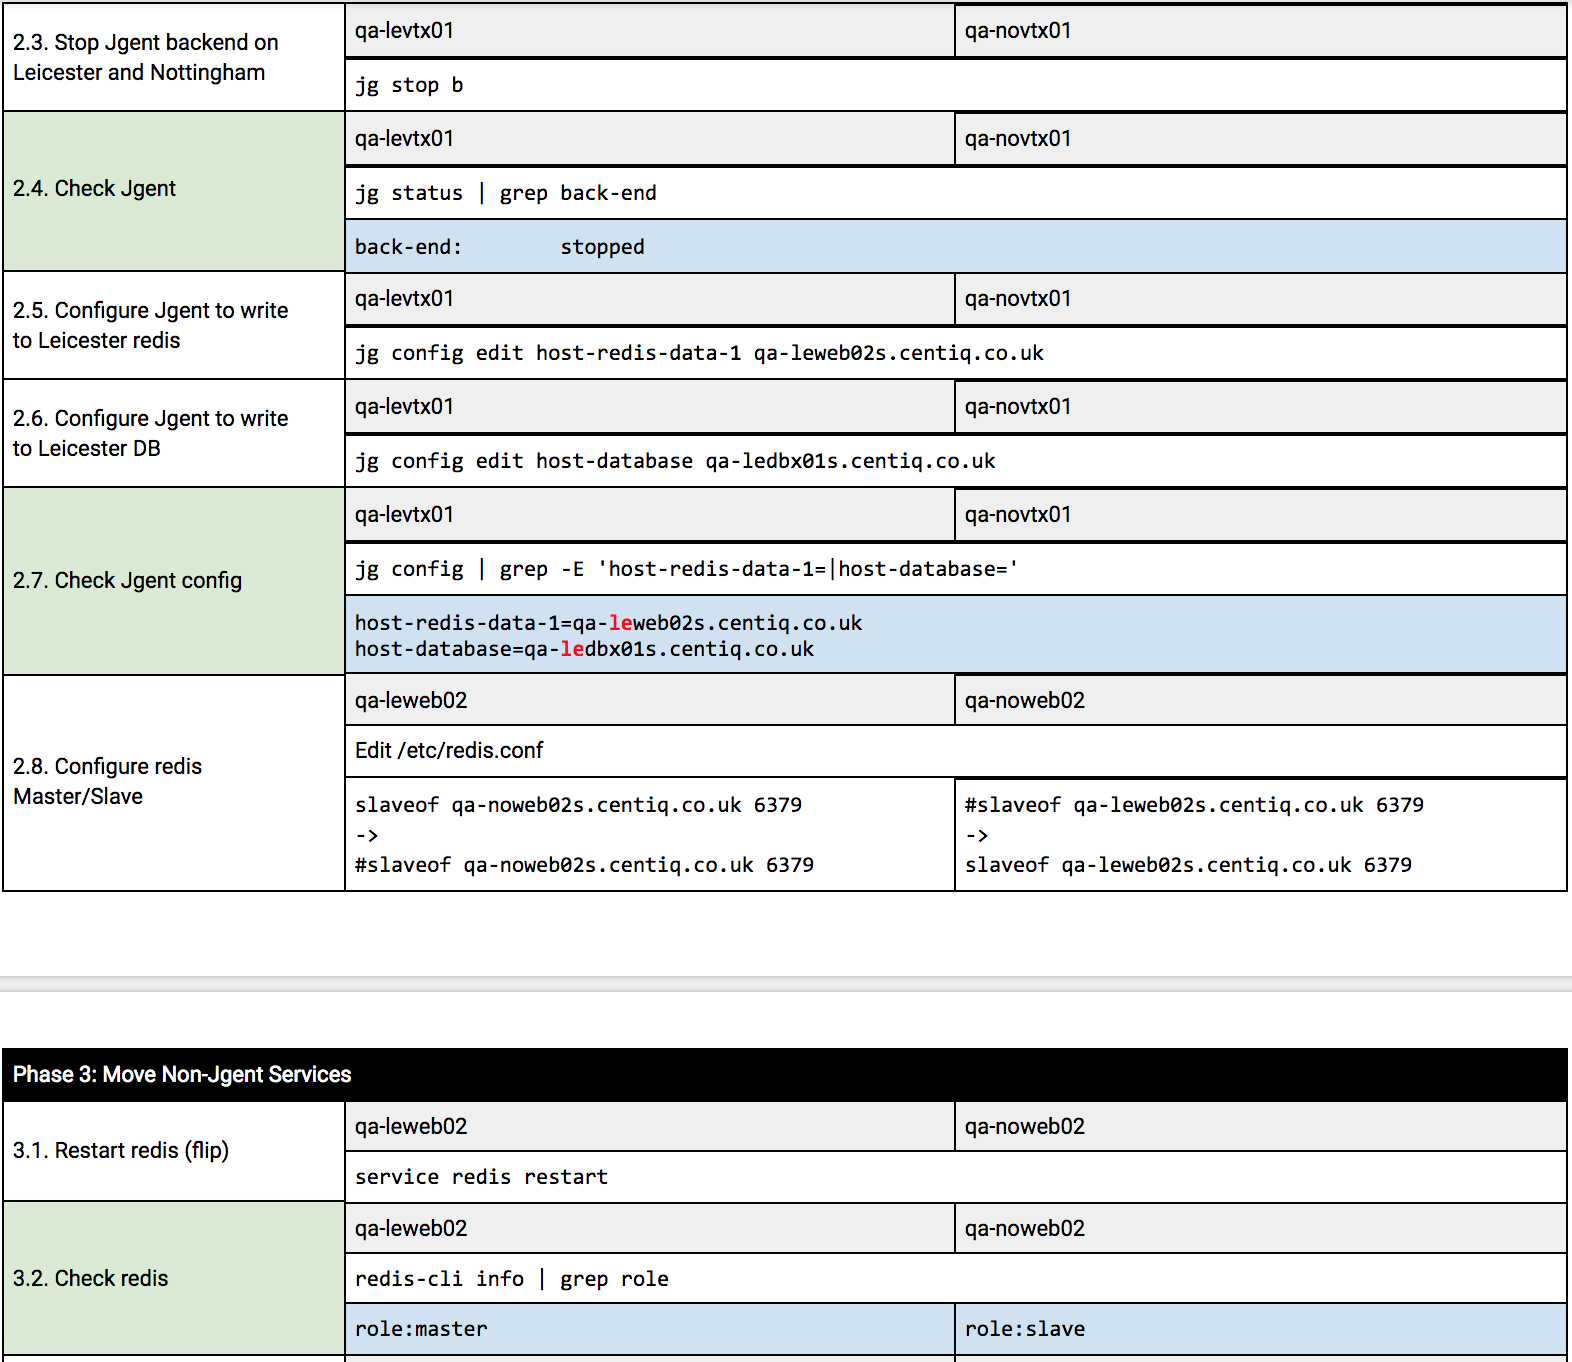 2.3. Stop Jgent backend on
Leicester and Nottingham
qa-levtx01
qa-novtx01
jg stop b
2.4. Check Jgent
qa-levtx01
qa-novtx01
jg status | grep back-end
back-end:        stopped
2.5. Configure Jgent to write
to Leicester redis
qa-levtx01
qa-novtx01
jg config edit host-redis-data-1 qa-leweb02s.centiq.co.uk
2.6. Configure Jgent to write
to Leicester DB
qa-levtx01
qa-novtx01
jg config edit host-database qa-ledbx01s.centiq.co.uk
2.7. Check Jgent config
qa-levtx01
qa-novtx01
jg config | grep -E 'host-redis-data-1=|host-database='
host-redis-data-1=qa-leweb02s.centiq.co.uk
host-database=qa-ledbx01s.centiq.co.uk
2.8. Configure redis
Master/Slave
qa-leweb02
qa-noweb02
Edit /etc/redis.conf
slaveof qa-noweb02s.centiq.co.uk 6379
->
#slaveof qa-noweb02s.centiq.co.uk 6379
#slaveof qa-leweb02s.centiq.co.uk 6379
->
slaveof qa-leweb02s.centiq.co.uk 6379
Phase 3: Move Non-Jgent Services
3.1. Restart redis (flip)
qa-leweb02
qa-noweb02
service redis restart
3.2. Check redis
qa-leweb02
qa-noweb02
redis-cli info | grep role
role:master
role:slave